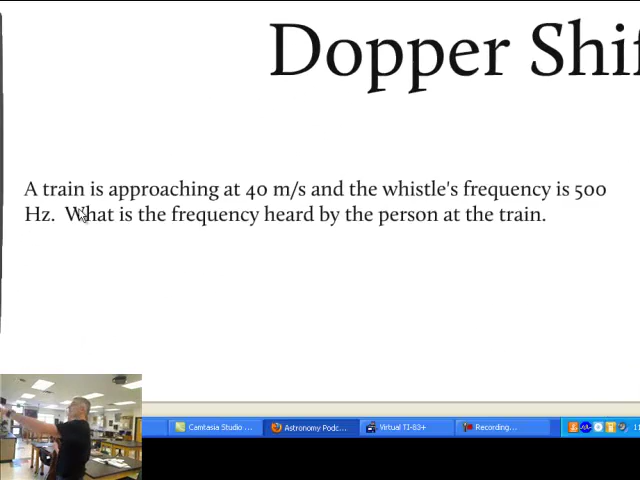 Dopper Shif
A train is approaching at 40 m/s and the whistle's frequency is 500
Hz. What is the frequency heard by the person at the train.
Camtasia Studio ...
Astronomy Podc...
Virtual TI-83+
Recording...